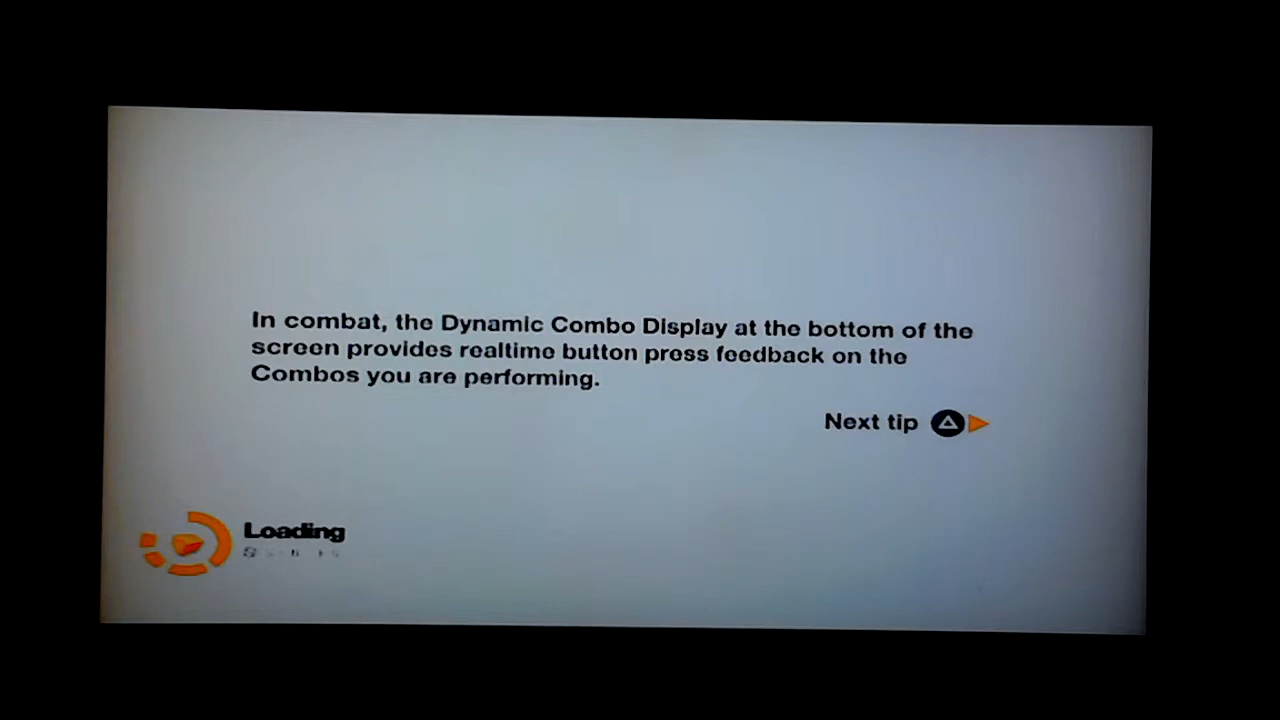 In combat, the Dynamic Combo Display at the bottom of the
screen provides realtime button press feedback on the
Combos you are performing.
Next tip
Loading